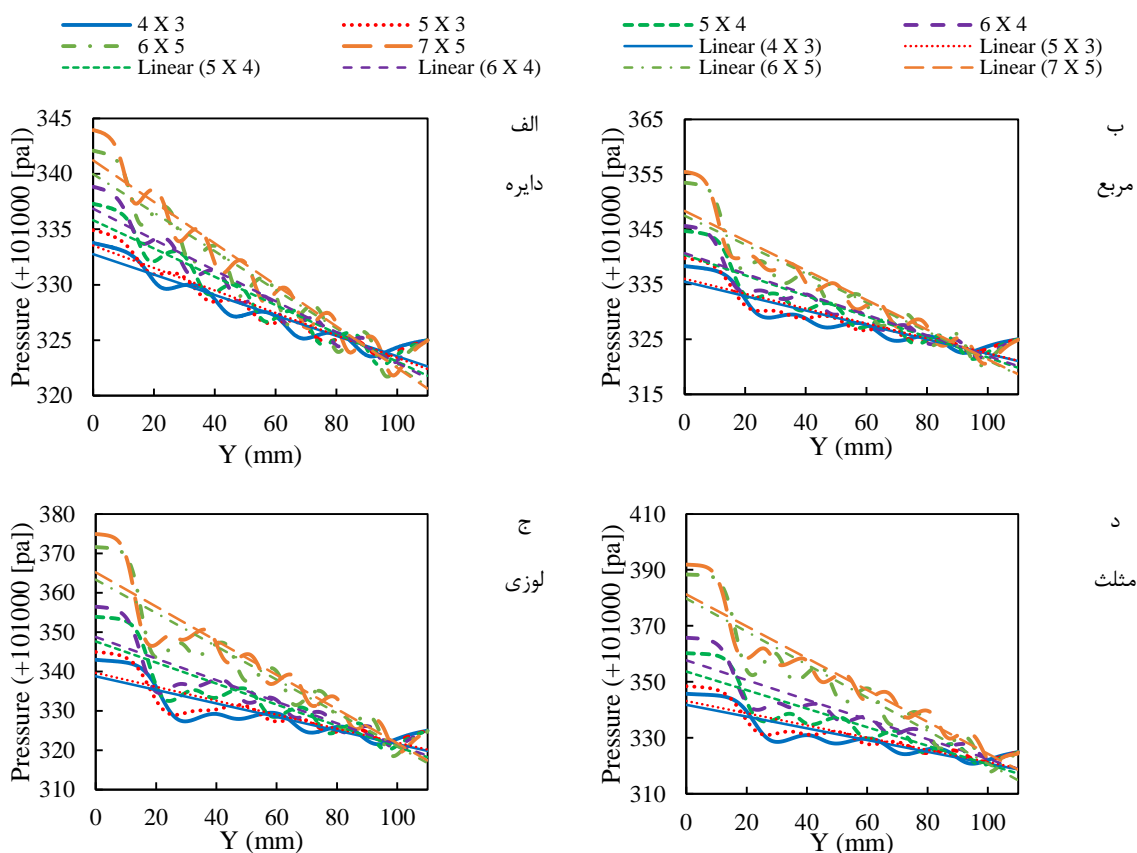 4 X 3
5 X 3
5 X 4
6 X 4
6 X 5
7 X 5
Linear (4 X 3)
Linear (5 X 3)
Linear (5 X 4)
Linear (6 X 4)
Linear (6 X 5)
Linear (7 X 5)
الف
دایره
Pressure (+101000 [pa])
345
340
335
330
325
320
0 20 40 60 80 100
Y (mm)
ب
مربع
Pressure (+101000 [pa])
365
355
345
335
325
315
0 20 40 60 80 100
Y (mm)
ج
لوزی
Pressure (+101000 [pa])
380
370
360
350
340
330
320
310
0 20 40 60 80 100
Y (mm)
د
مثلث
Pressure (+101000 [pa])
410
390
370
350
330
310
0 20 40 60 80 100
Y (mm)